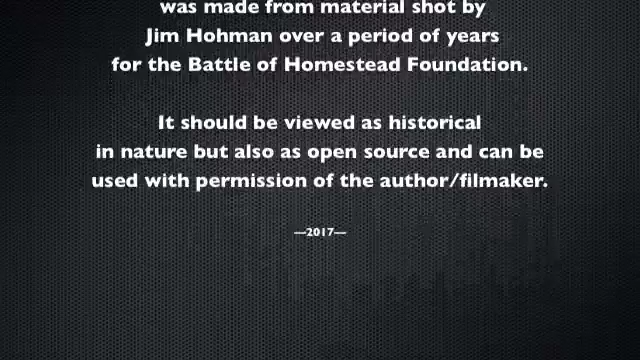 was made from material shot by
Jim Hohman over a period of years
for the Battle of Homestead Foundation.
It should be viewed as historical
in nature but also as open source and can be
used with permission of the author/filmaker.
—2017—